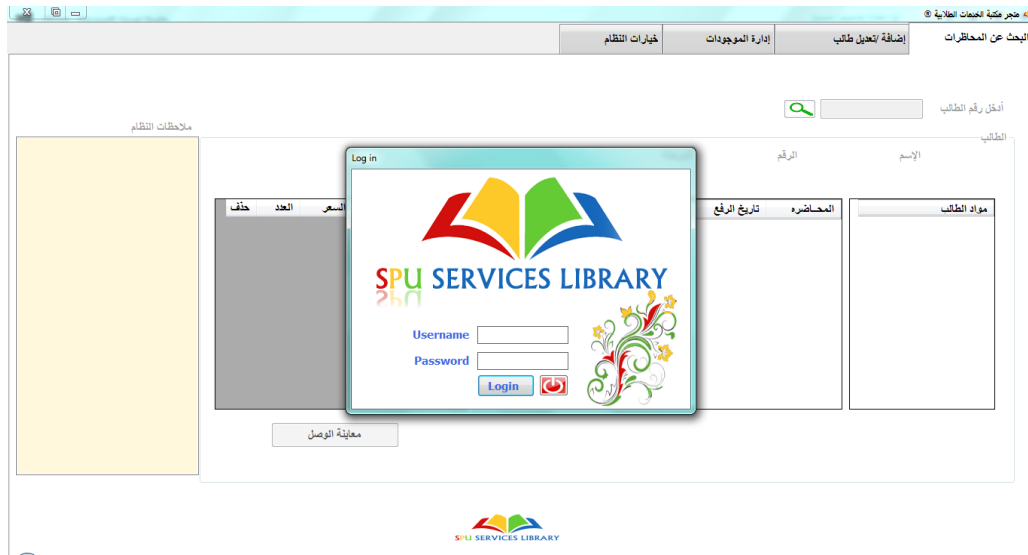 متجر مكتبة الخدمات الطلابية ®
البحث عن المحاظرات
إضافة /تعديل طالب
إدارة الموجودات
خيارات النظام
أدخل رقم الطالب
ملاحظات النظام
الطالب
الإسم
الرقم
مواد الطالب
المحـاضره
تاريخ الرفع
السعر
العدد
حذف
Log in
SPU SERVICES LIBRARY
Username
Password
Login
معاينة الوصل
SPU SERVICES LIBRARY